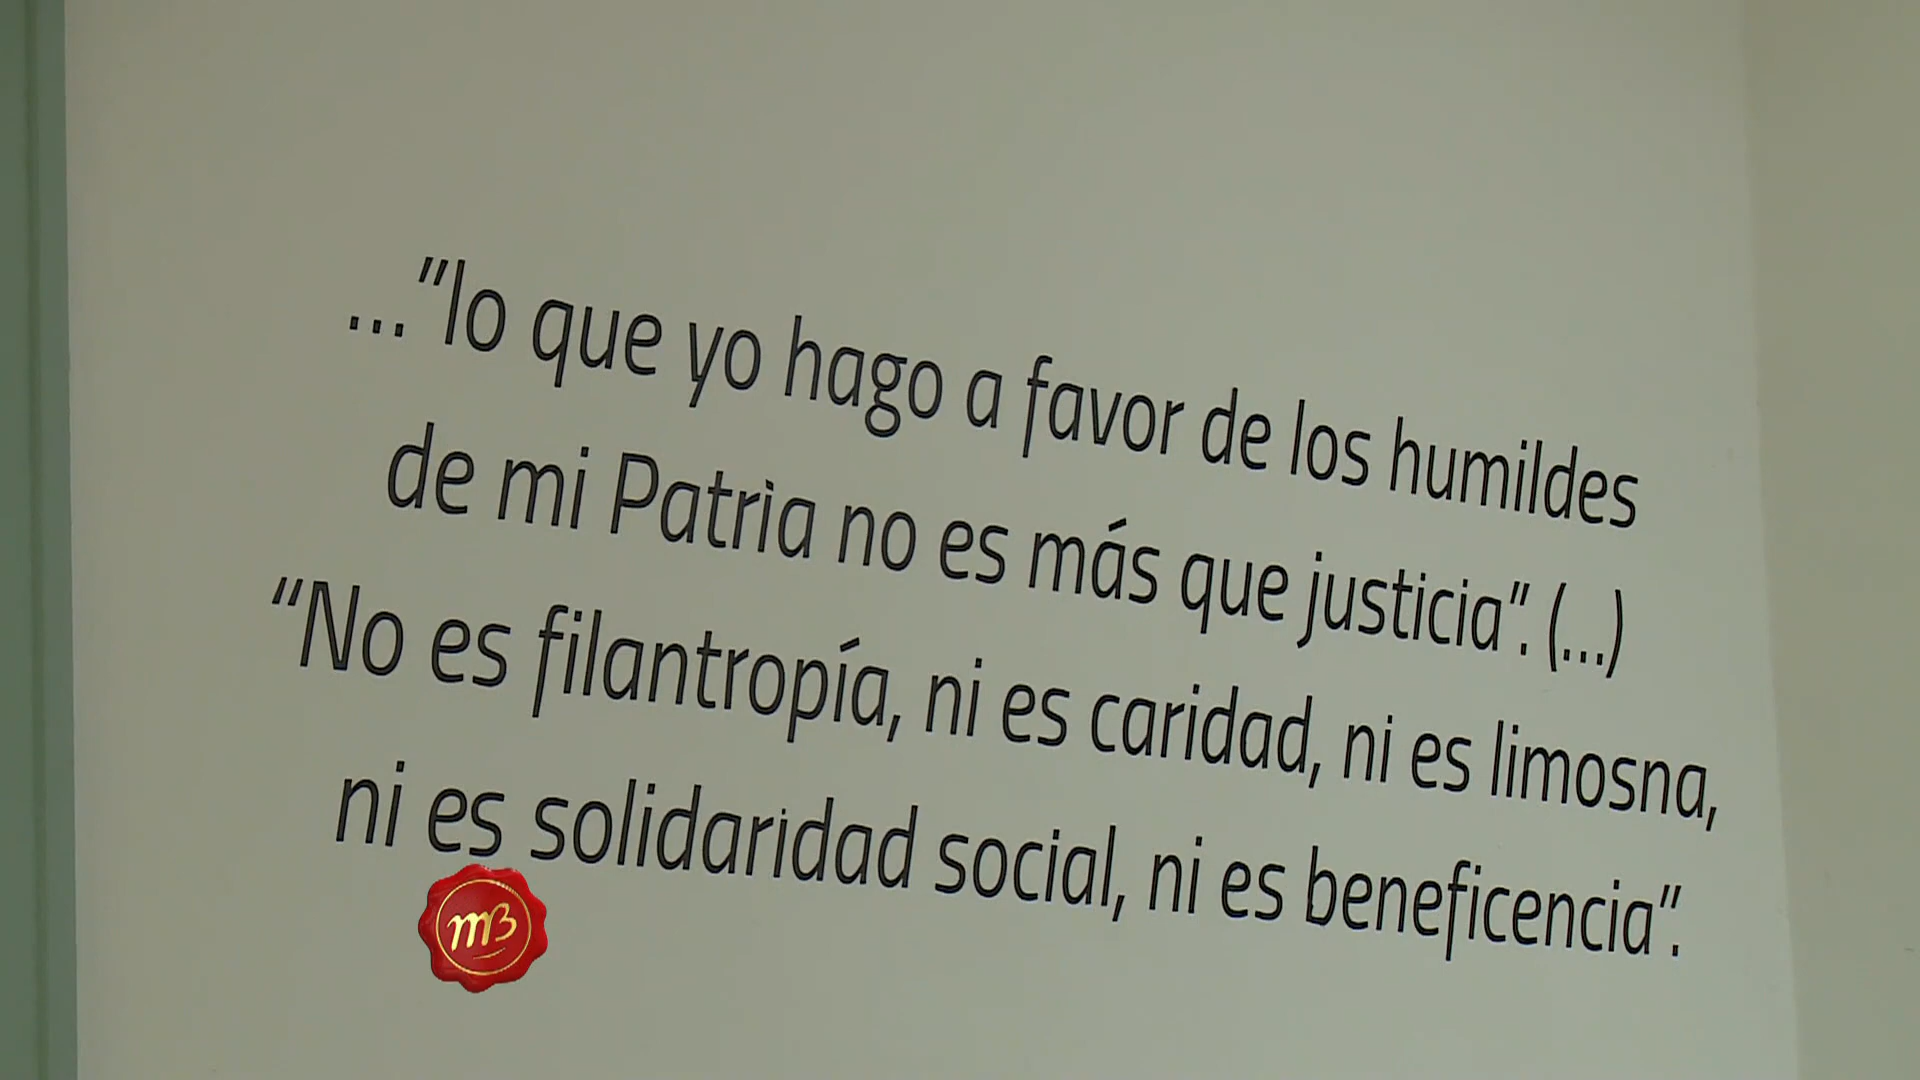 ..."lo que yo hago a favor de los humildes
de mi Patria no es más que justicia". (...)
"No es filantropía, ni es caridad, ni es limosna,
ni es solidaridad social, ni es beneficencia".
mB